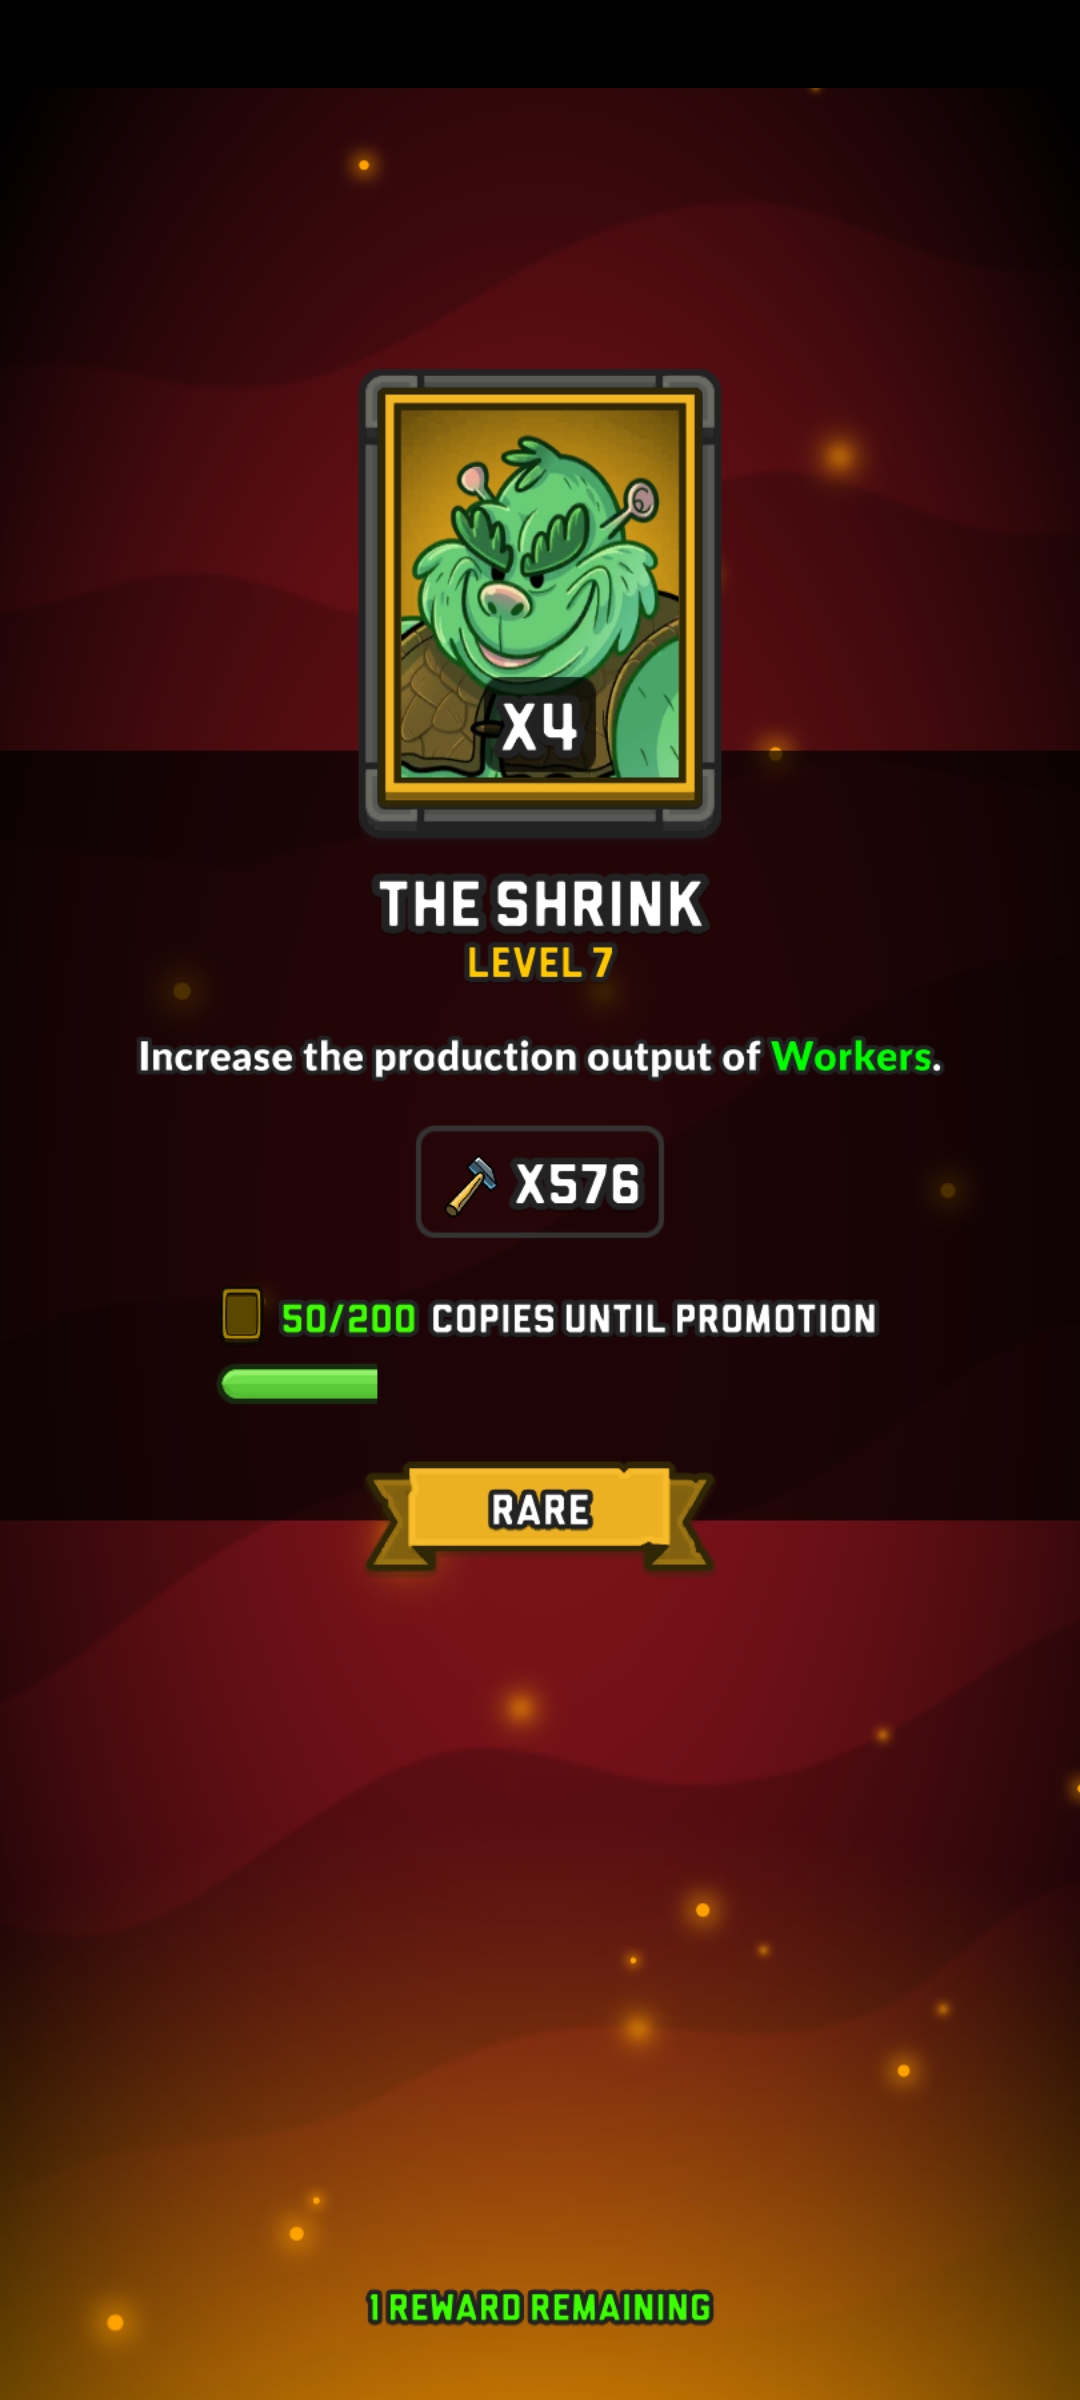 X4
THE SHRINK
LEVEL 7
Increase the production output of Workers.
X576
50/200 COPIES UNTIL PROMOTION
RARE
1 REWARD REMAINING